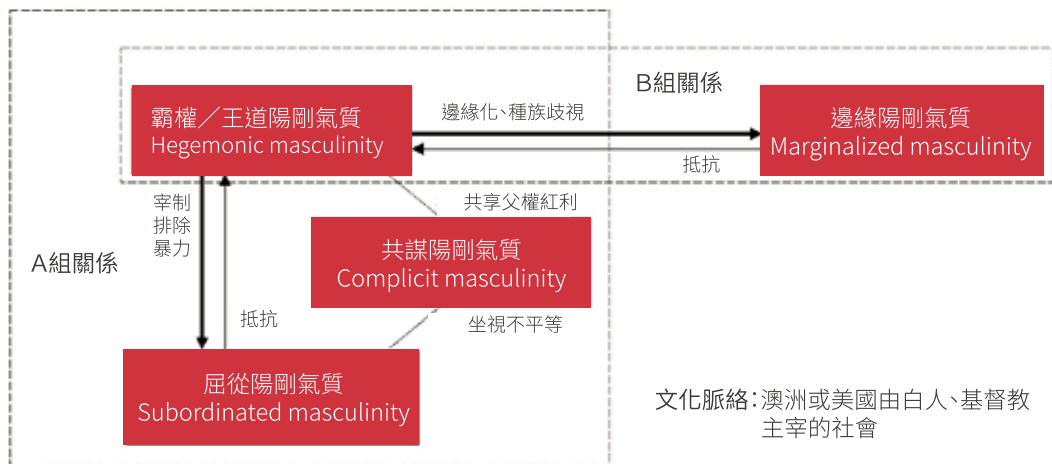 B組關係
霸權／王道陽剛氣質
Hegemonic masculinity
邊緣化、種族歧視
抵抗
邊緣陽剛氣質
Marginalized masculinity
宰制
排除
暴力
共享父權紅利
A組關係
共謀陽剛氣質
Complicit masculinity
抵抗
坐視不平等
屈從陽剛氣質
Subordinated masculinity
文化脈絡：澳洲或美國由白人、基督教
主宰的社會